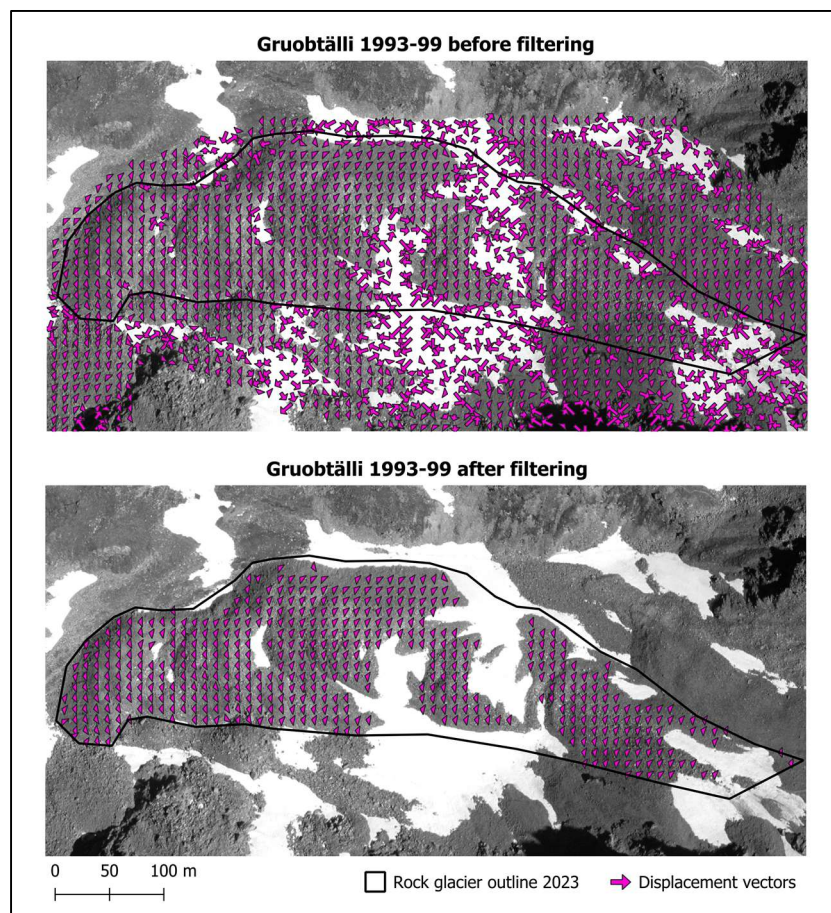 Gruobtälli 1993-99 before filtering
Gruobtälli 1993-99 after filtering
0 50 100 m
Rock glacier outline 2023
Displacement vectors